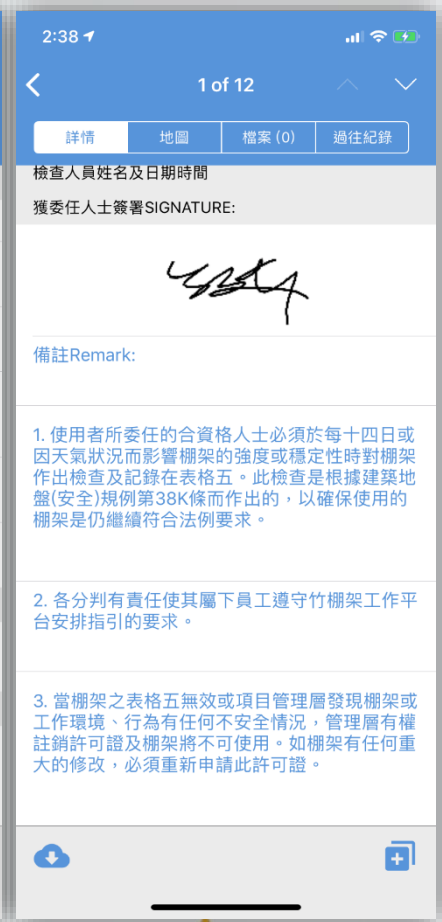 2:38
1 of 12
詳情 地圖 檔案 (0) 過往紀錄
檢查人員姓名及日期時間
獲委任人士簽署SIGNATURE:
備註Remark:
1. 使用者所委任的合資格人士必須於每十四日或
因天氣狀況而影響棚架的強度或穩定性時對棚架
作出檢查及記錄在表格五。此檢查是根據建築地
盤(安全)規例第38K條而作出的，以確保使用的
棚架是仍繼續符合法例要求。
2. 各分判有責任使其屬下員工遵守竹棚架工作平
台安排指引的要求。
3. 當棚架之表格五無效或項目管理層發現棚架或
工作環境、行為有任何不安全情況，管理層有權
註銷許可證及棚架將不可使用。如棚架有任何重
大的修改，必須重新申請此許可證。